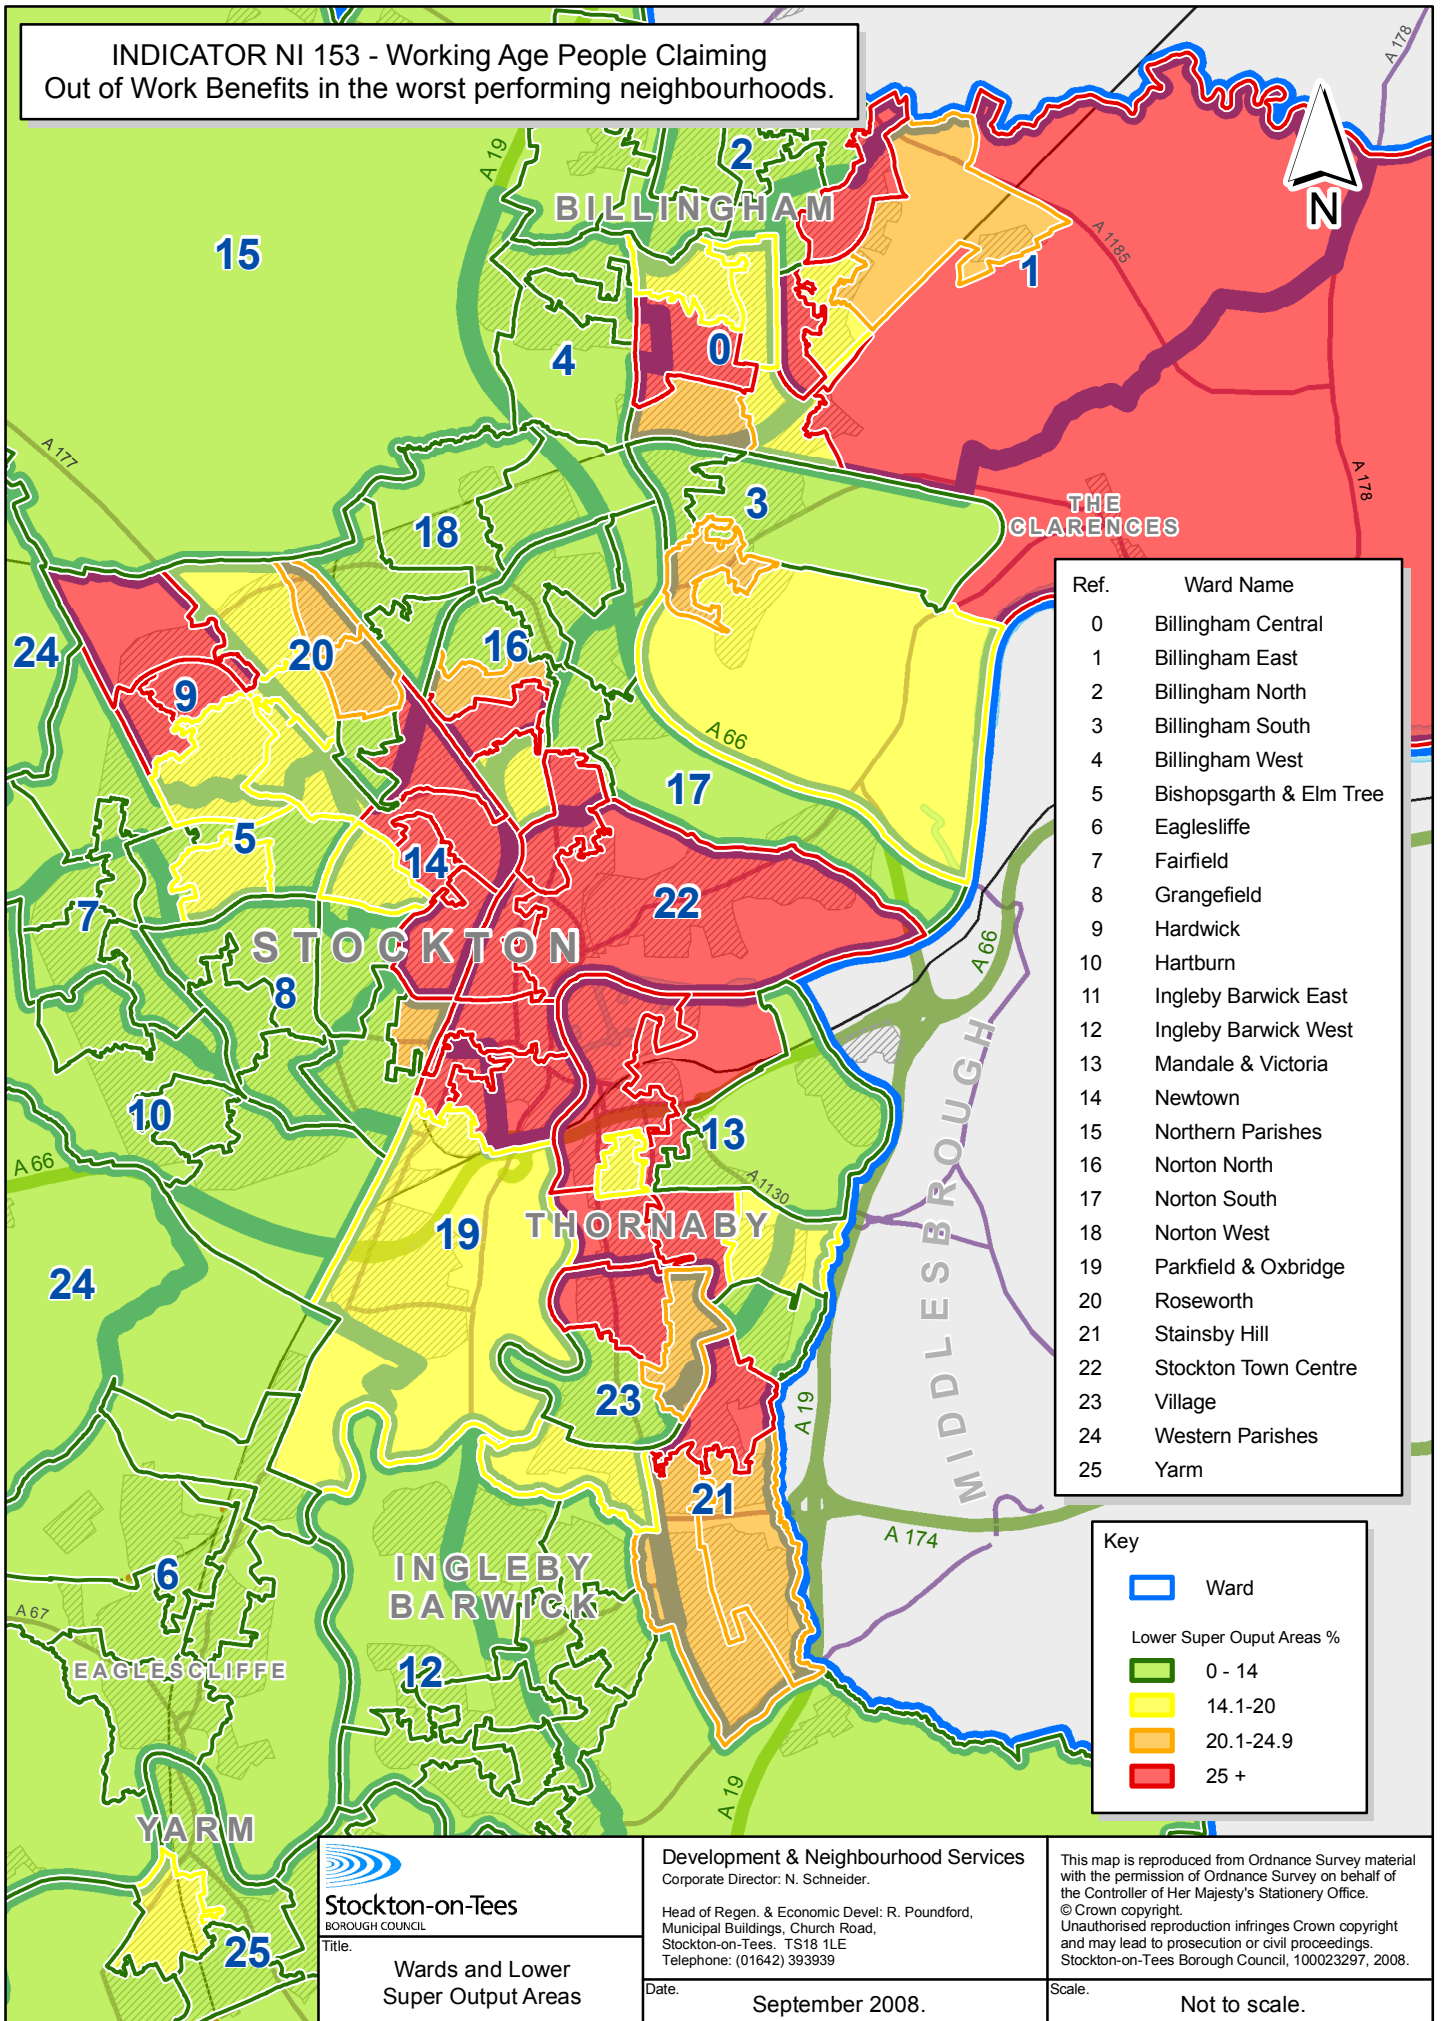 INDICATOR NI 153 - Working Age People Claiming
Out of Work Benefits in the worst performing neighbourhoods.
A 178
N
A 19
2
BILLINGHAM
15
A 1185
1
0
4
A 177
3
A 178
THE
CLARENCES
18
24
20
16
9
A 66
17
5
14
22
7
STOCKTON
8
A 66
10
13
A 66
A 1130
THORNABY
19
24
MIDDLESBROUGH
23
A 19
21
A 174
INGLEBY
BARWICK
6
A 67
EAGLESCLIFFE
12
A 19
YARM
25
Ref. Ward Name
0 Billingham Central
1 Billingham East
2 Billingham North
3 Billingham South
4 Billingham West
5 Bishopsgarth & Elm Tree
6 Eaglesliffe
7 Fairfield
8 Grangefield
9 Hardwick
10 Hartburn
11 Ingleby Barwick East
12 Ingleby Barwick West
13 Mandale & Victoria
14 Newtown
15 Northern Parishes
16 Norton North
17 Norton South
18 Norton West
19 Parkfield & Oxbridge
20 Roseworth
21 Stainsby Hill
22 Stockton Town Centre
23 Village
24 Western Parishes
25 Yarm
Key
Ward
Lower Super Ouput Areas %
0 - 14
14.1-20
20.1-24.9
25 +
Stockton-on-Tees
BOROUGH COUNCIL
Title.
Wards and Lower
Super Output Areas
Development & Neighbourhood Services
Corporate Director: N. Schneider.
Head of Regen. & Economic Devel: R. Poundford,
Municipal Buildings, Church Road,
Stockton-on-Tees. TS18 1LE
Telephone: (01642) 393939
Date.
September 2008.
This map is reproduced from Ordnance Survey material
with the permission of Ordnance Survey on behalf of
the Controller of Her Majesty's Stationery Office.
© Crown copyright.
Unauthorised reproduction infringes Crown copyright
and may lead to prosecution or civil proceedings.
Stockton-on-Tees Borough Council, 100023297, 2008.
Scale.
Not to scale.